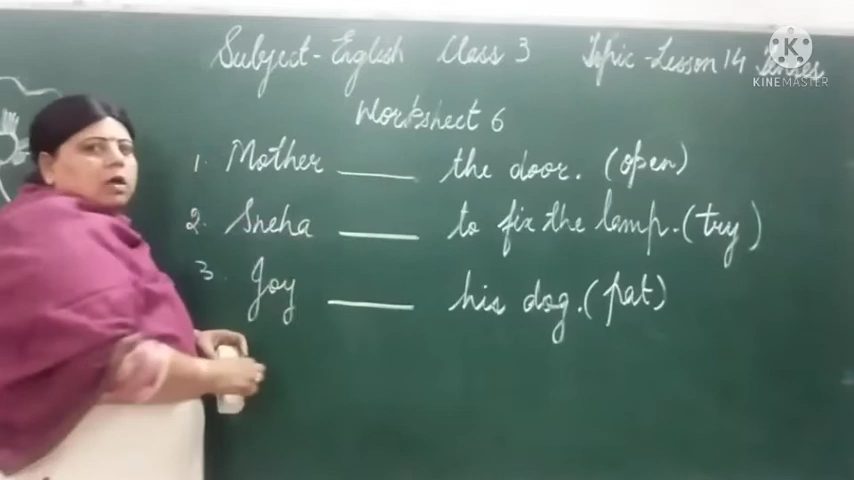 Subject - English Class 3 Topic - Lesson 14 Tenses
KINEMASTER
Worksheet 6
1. Mother ____ the door. (open)
2. Sneha ____ to fix the lamp. (try)
3. Joy ____ his dog. (pat)